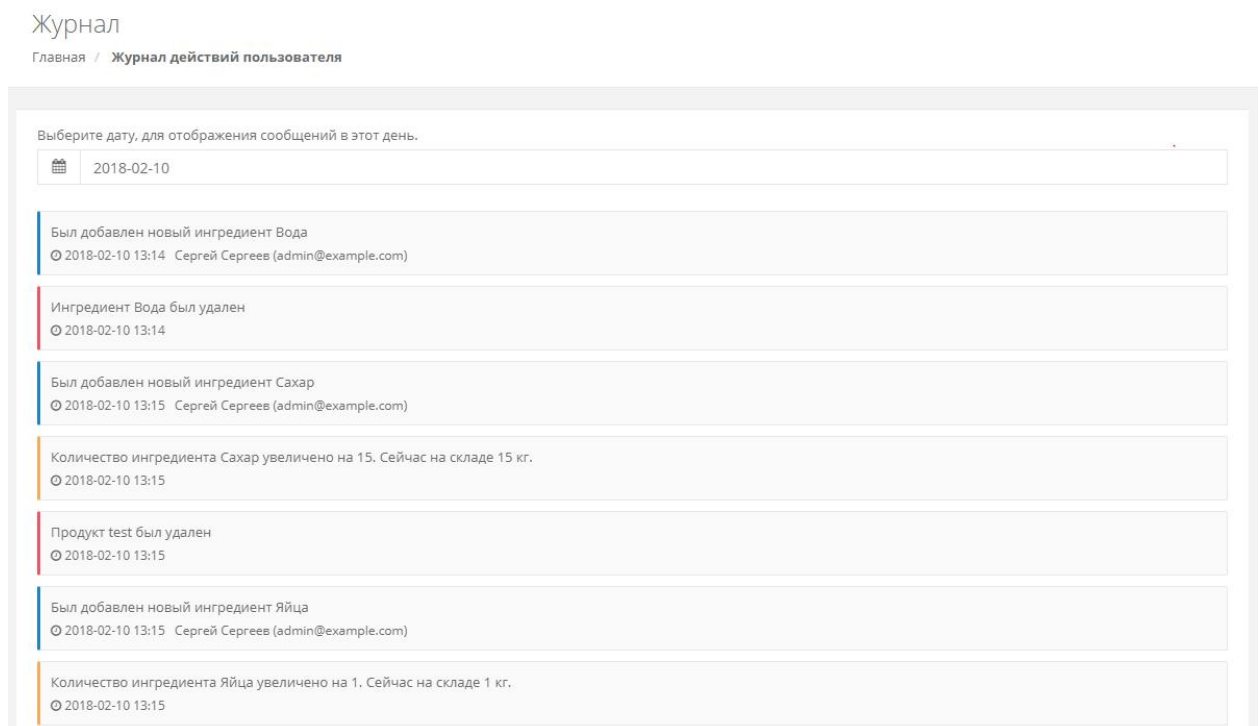 Журнал
Главная / Журнал действий пользователя
Выберите дату, для отображения сообщений в этот день.
2018-02-10
Был добавлен новый ингредиент Вода
2018-02-10 13:14 Сергей Сергеев (admin@example.com)
Ингредиент Вода был удален
2018-02-10 13:14
Был добавлен новый ингредиент Сахар
2018-02-10 13:15 Сергей Сергеев (admin@example.com)
Количество ингредиента Сахар увеличено на 15. Сейчас на складе 15 кг.
2018-02-10 13:15
Продукт test был удален
2018-02-10 13:15
Был добавлен новый ингредиент Яйца
2018-02-10 13:15 Сергей Сергеев (admin@example.com)
Количество ингредиента Яйца увеличено на 1. Сейчас на складе 1 кг.
2018-02-10 13:15